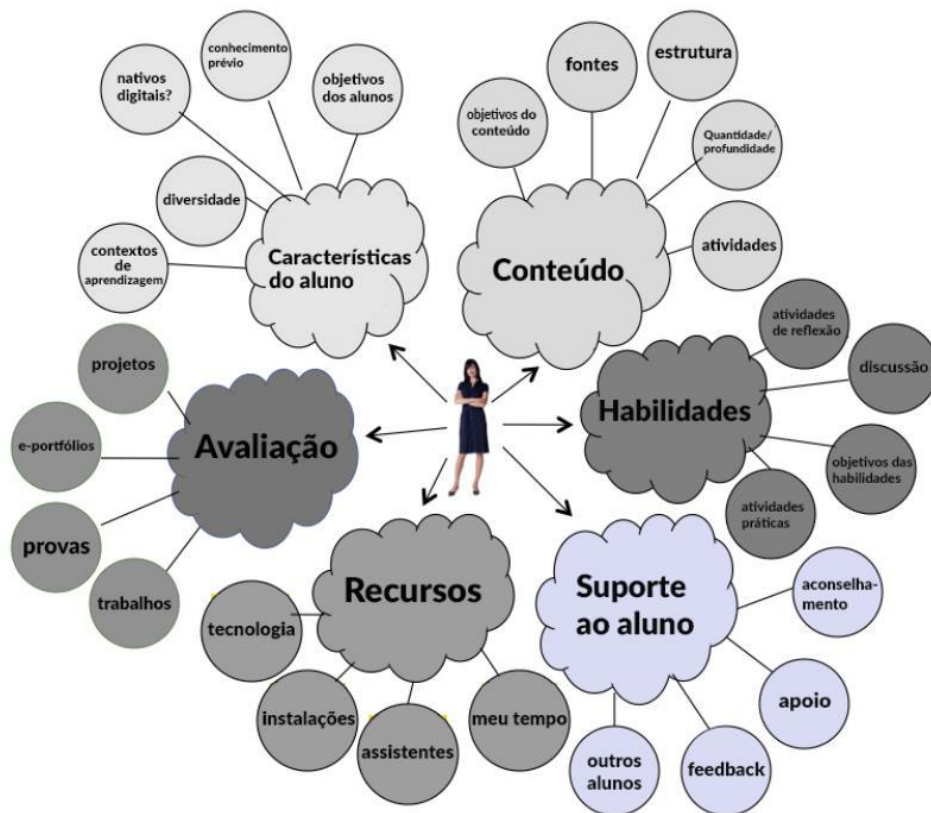 nativos
digitais?
conhecimento
prévio
objetivos
dos alunos
diversidade
contextos
de
aprendizagem
Características
do aluno
objetivos do
conteúdo
fontes
estrutura
Quantidade/
profundidade
atividades
Conteúdo
atividades
de reflexão
discussão
objetivos das
habilidades
atividades
práticas
Habilidades
aconselha-
mento
apoio
feedback
outros
alunos
Suporte
ao aluno
Recursos
tecnologia
instalações
assistentes
meu tempo
Avaliação
projetos
e-portfólios
provas
trabalhos